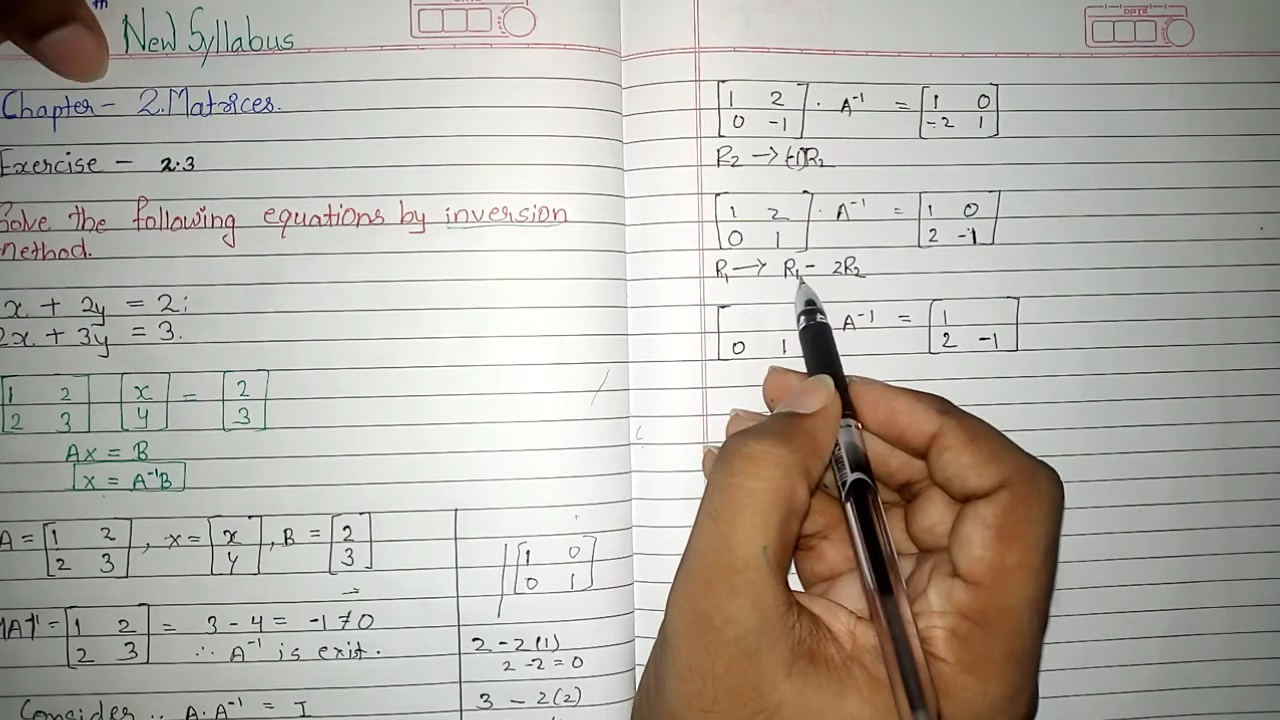 th
New Syllabus
Chapter - 2. Matrices.
Exercise - 2.3
Solve the following equations by inversion
method.
x + 2y = 2;
2x + 3y = 3.
[1 2 [x = [2
2 3] y] 3]
AX = B
X = A⁻¹B
A = [1 2 , X = [x , B = [2
2 3] y] 3]
|A| = [1 2 = 3 - 4 = -1 ≠ 0
2 3] ∴ A⁻¹ is exit.
Consider .. A. A⁻¹ = I
[1 0
0 1]
2 - 2(1)
2 - 2 = 0
3 - 2(2)
DATE
[1 2 . A⁻¹ = [1 0
0 -1] -2 1]
R2 → (-1)R2
[1 2 . A⁻¹ = [1 0
0 1] 2 -1]
R1 → R1 - 2R2
[ A⁻¹ = [1
0 1 2 -1]